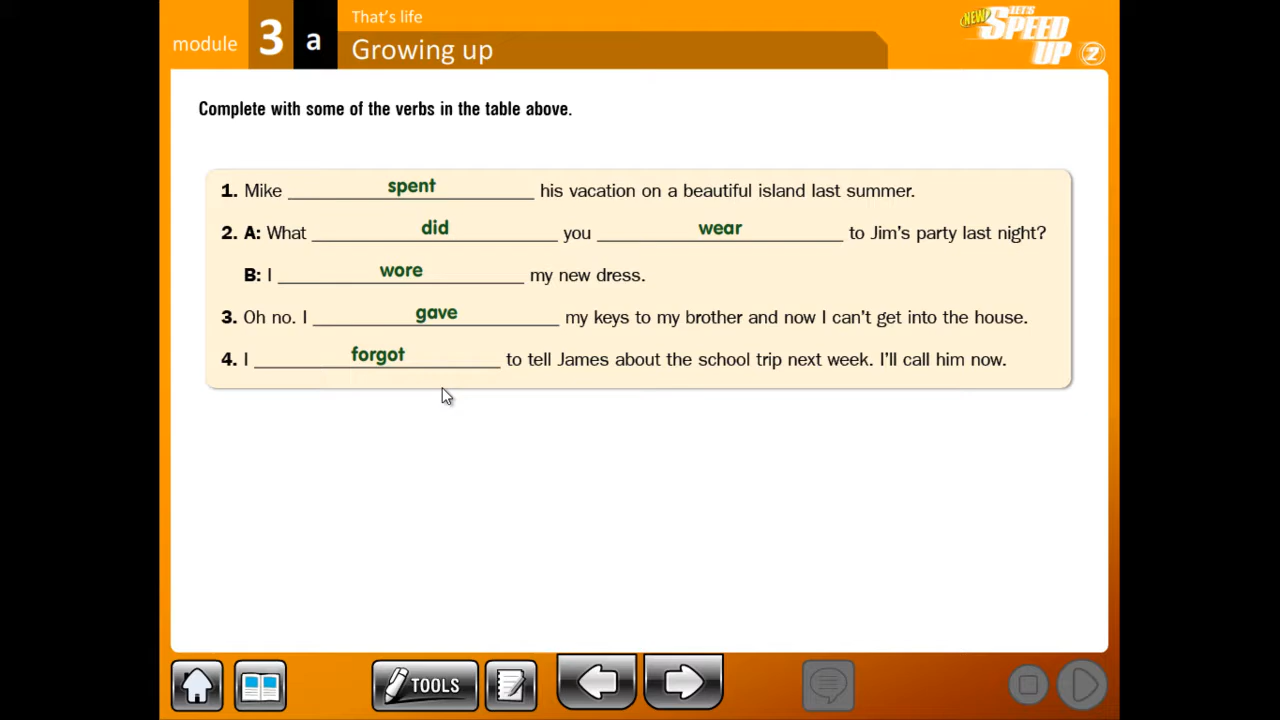 module 3 a
That's life
Growing up
NEW LET'S SPEED UP 2
Complete with some of the verbs in the table above.
1. Mike spent his vacation on a beautiful island last summer.
2. A: What did you wear to Jim's party last night?
B: I wore my new dress.
3. Oh no. I gave my keys to my brother and now I can't get into the house.
4. I forgot to tell James about the school trip next week. I'll call him now.
TOOLS